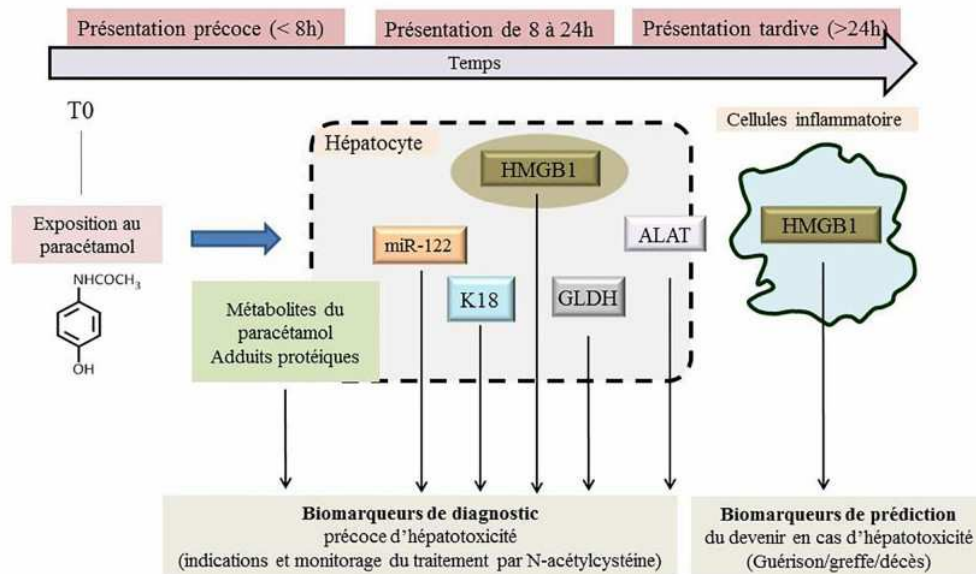 Présentation précoce (< 8h)
Présentation de 8 à 24h
Présentation tardive (>24h)
Temps
T0
Cellules inflammatoire
Hépatocyte
HMGB1
Exposition au
paracétamol
miR-122
ALAT
HMGB1
NHCOCH3
K18
GLDH
Métabolites du
paracétamol
Adduits protéiques
OH
Biomarqueurs de diagnostic
précoce d’hépatotoxicité
(indications et monitorage du traitement par N-acétylcystéine)
Biomarqueurs de prédiction
du devenir en cas d’hépatotoxicité
(Guérison/greffe/décès)